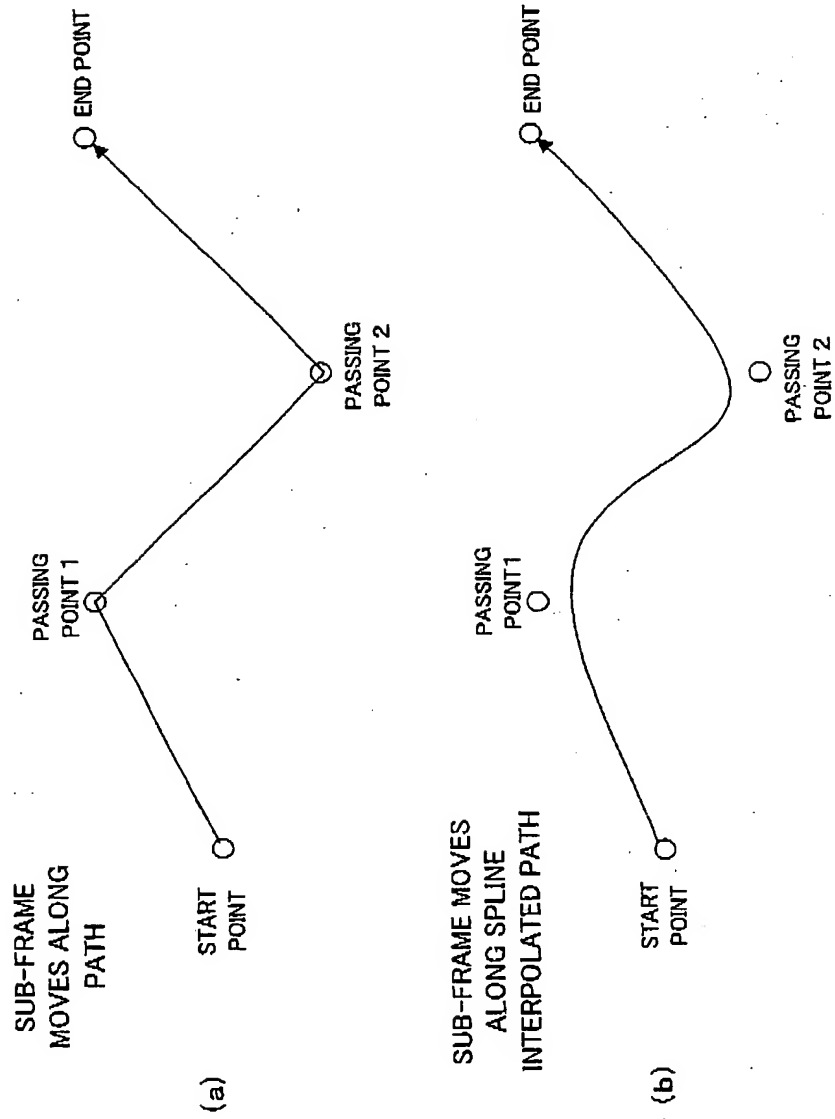 SUB-FRAME
MOVES ALONG
PATH
(a)
START
POINT
PASSING
POINT 1
PASSING
POINT 2
END POINT
SUB-FRAME MOVES
ALONG SPLINE
INTERPOLATED PATH
(b)
START
POINT
PASSING
POINT1
PASSING
POINT 2
END POINT